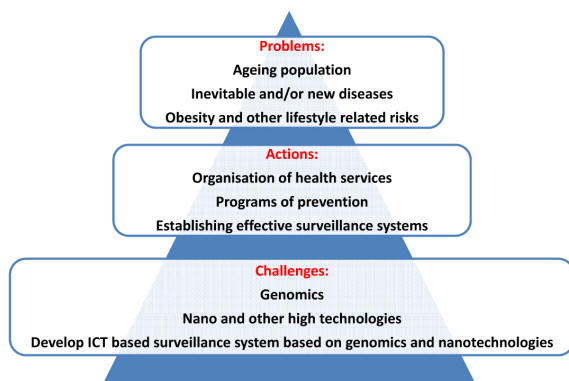 Problems:
Ageing population
Inevitable and/or new diseases
Obesity and other lifestyle related risks
Actions:
Organisation of health services
Programs of prevention
Establishing effective surveillance systems
Challenges:
Genomics
Nano and other high technologies
Develop ICT based surveillance system based on genomics and nanotechnologies